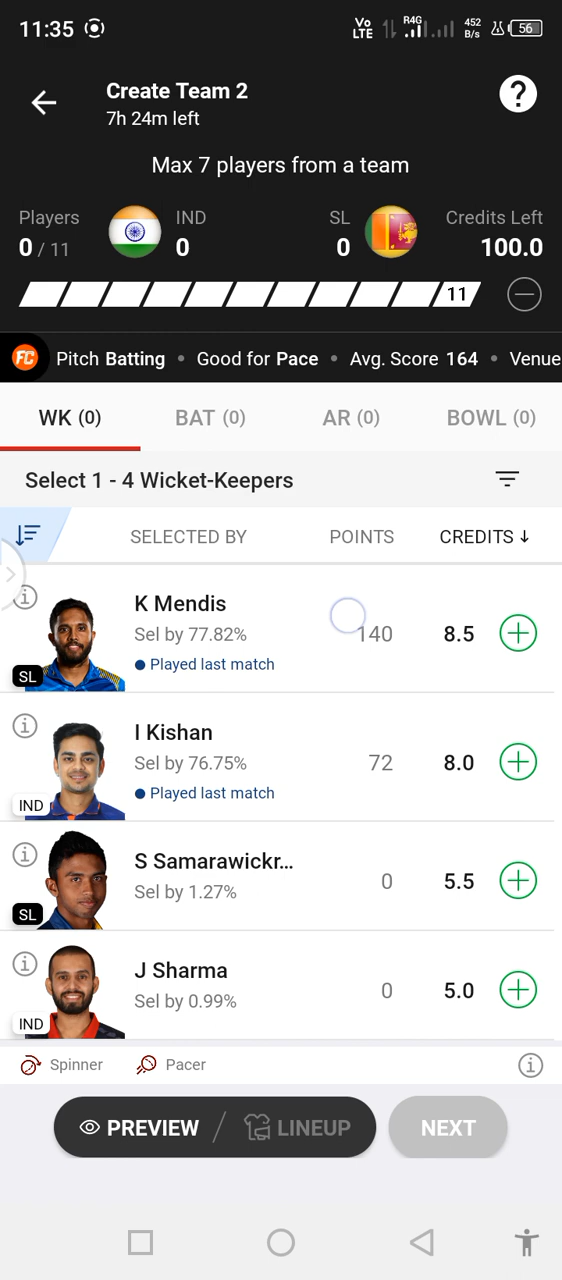 11:35 Vo LTE R4G 452 B/s 56
Create Team 2
7h 24m left
?
Max 7 players from a team
Players IND SL Credits Left
0 / 11 0 0 100.0
11
FC Pitch Batting • Good for Pace • Avg. Score 164 • Venue
WK (0) BAT (0) AR (0) BOWL (0)
Select 1 - 4 Wicket-Keepers
SELECTED BY POINTS CREDITS ↓
K Mendis
Sel by 77.82% 140 8.5
Played last match
SL
I Kishan
Sel by 76.75% 72 8.0
Played last match
IND
S Samarawickr...
Sel by 1.27% 0 5.5
SL
J Sharma
Sel by 0.99% 0 5.0
IND
Spinner Pacer
PREVIEW / LINEUP NEXT